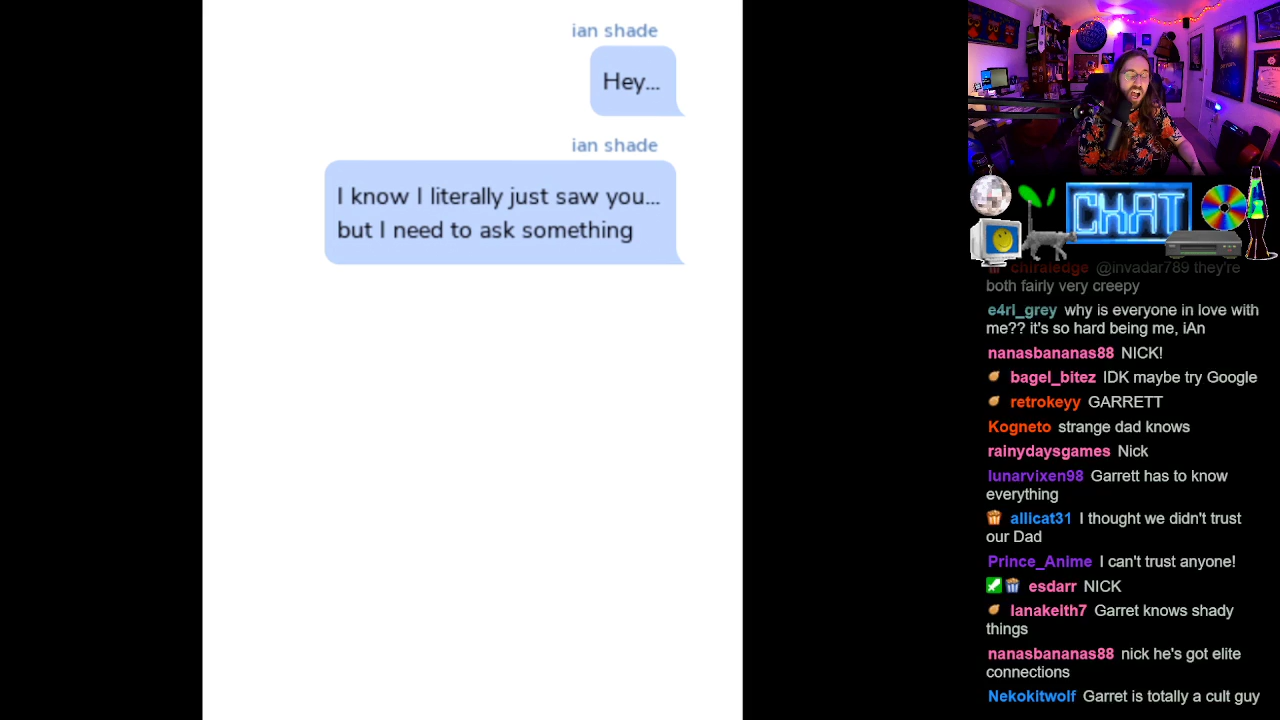 ian shade
Hey...
ian shade
I know I literally just saw you...
but I need to ask something
CHAT
chiraledge @invadar789 they're
both fairly very creepy
e4rl_grey why is everyone in love with
me?? it's so hard being me, iAn
nanasbananas88 NICK!
bagel_bitez IDK maybe try Google
retrokeyy GARRETT
Kogneto strange dad knows
rainydaysgames Nick
lunarvixen98 Garrett has to know
everything
allicat31 I thought we didn't trust
our Dad
Prince_Anime I can't trust anyone!
esdarr NICK
lanakeith7 Garret knows shady
things
nanasbananas88 nick he's got elite
connections
Nekokitwolf Garret is totally a cult guy